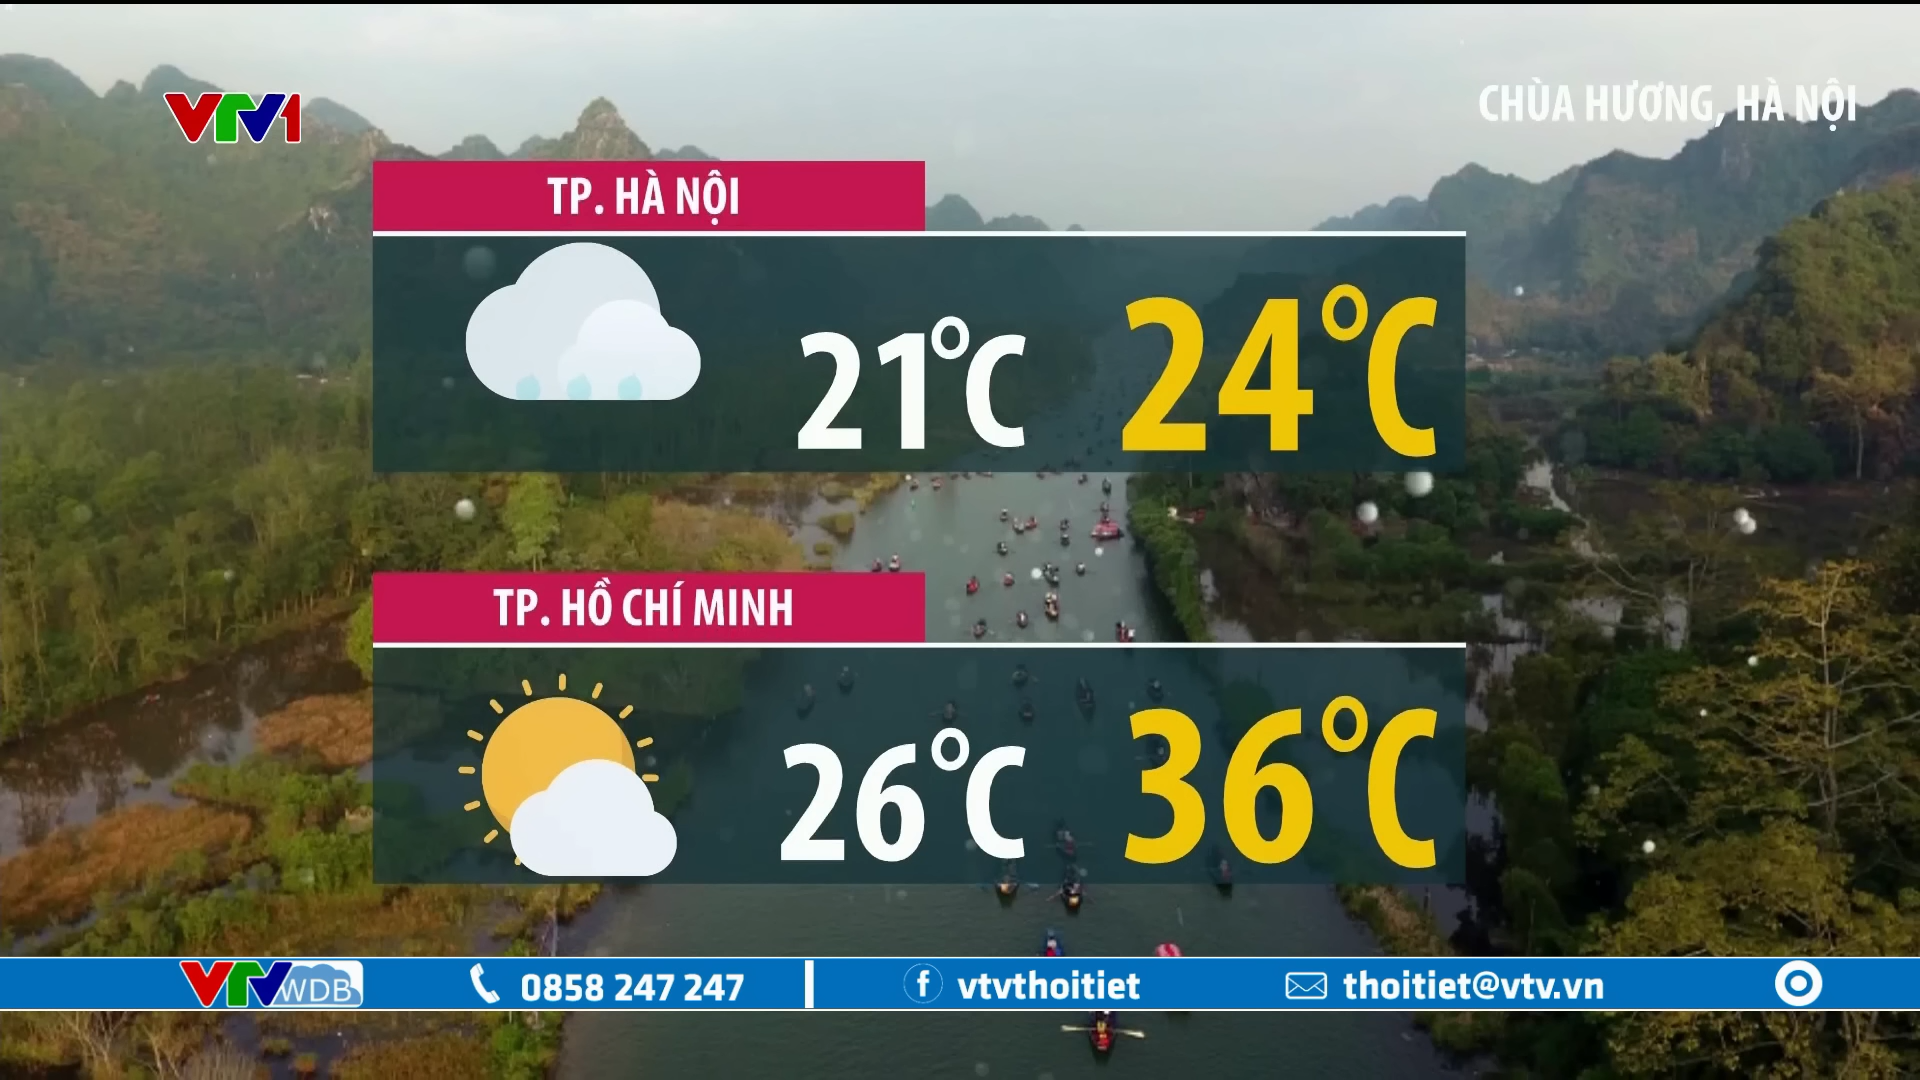 VTV1
CHÙA HƯƠNG, HÀ NỘI
TP. HÀ NỘI
21°C 24°C
TP. HỒ CHÍ MINH
26°C 36°C
VTV WDB 0858 247 247 vtvthoitiet thoitiet@vtv.vn